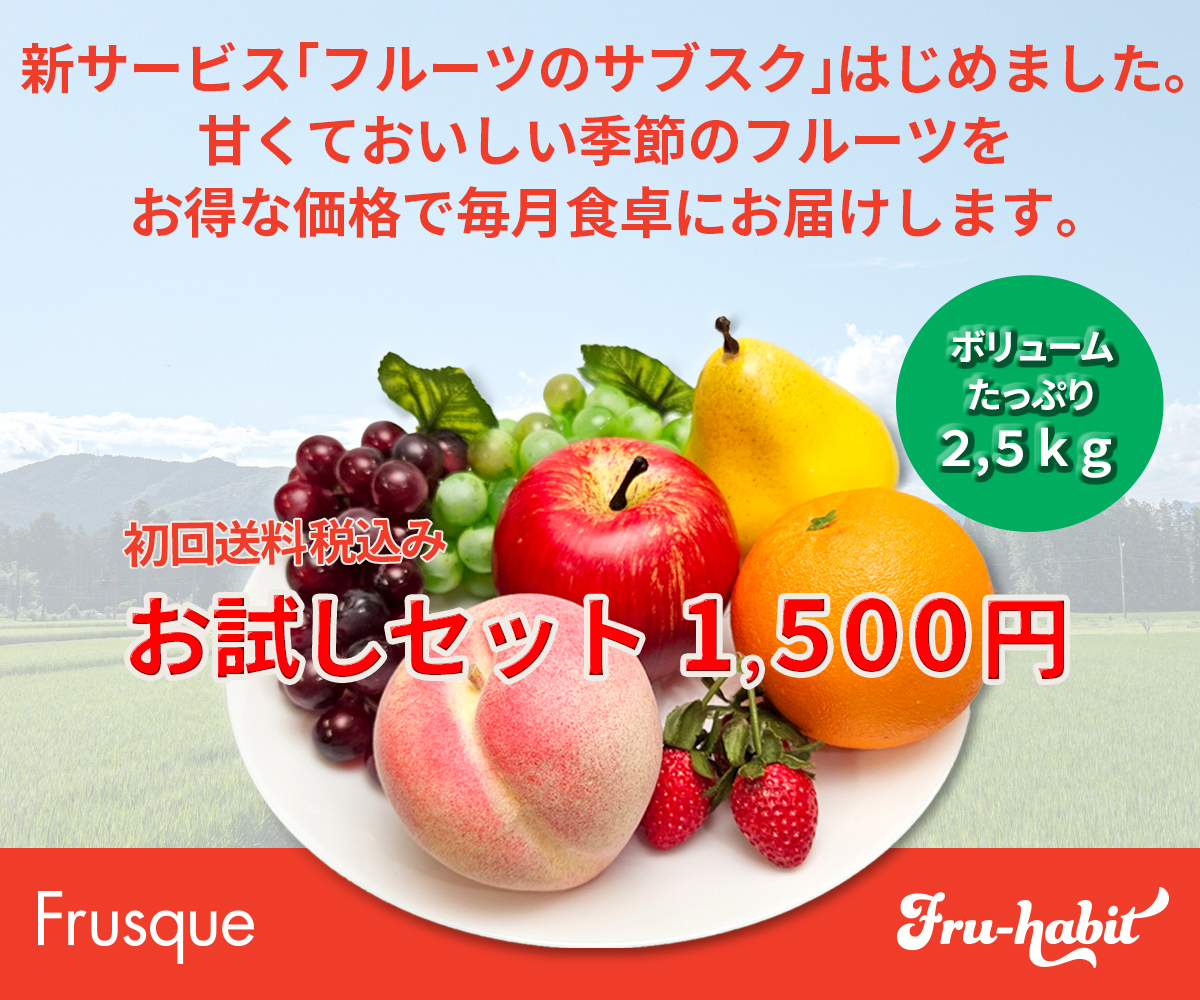 新サービス「フルーツのサブスク」はじめました。
甘くておいしい季節のフルーツを
お得な価格で毎月食卓にお届けします。
ボリューム
たっぷり
2,5ｋｇ
初回送料税込み
お試しセット 1,500円
Frusque
Fru-habit